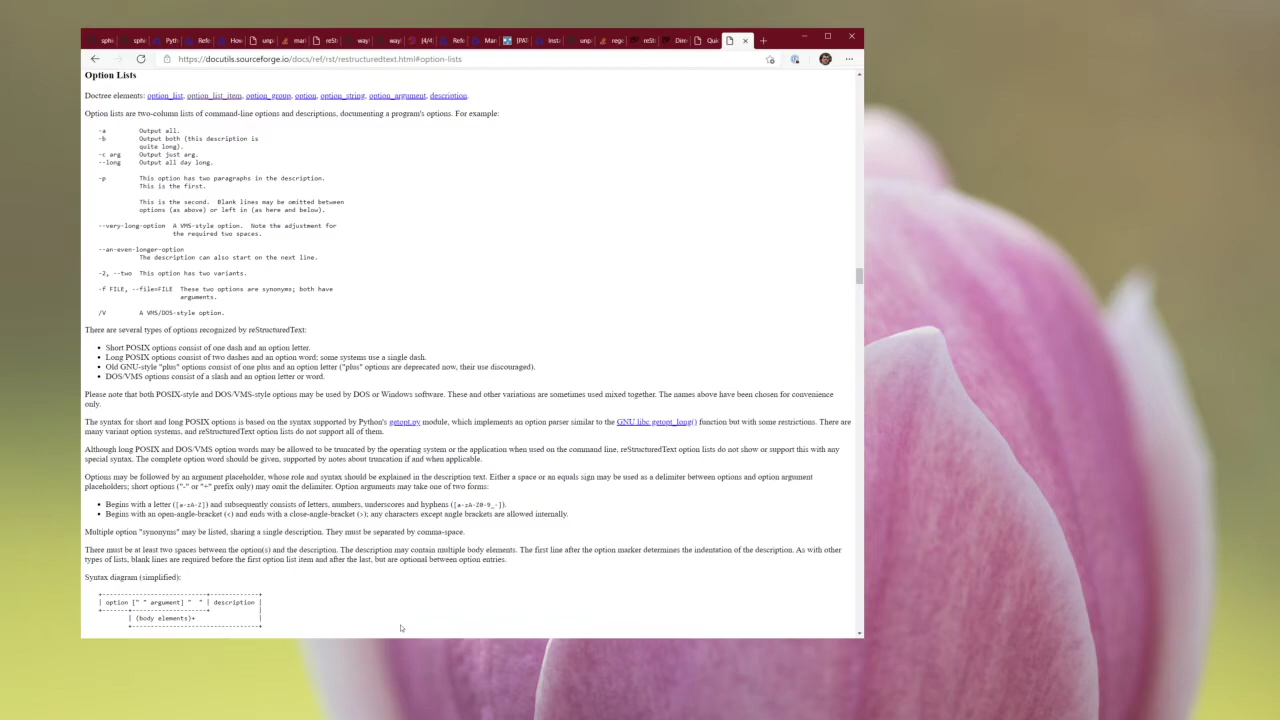 sphi
sphi
Pyth
Refe
Hov
unp
mar
reSt
way
way
[4/4
Refe
Mar
[PA]
Inst
unp
rege
reSt
Dire
Quic
https://docutils.sourceforge.io/docs/ref/rst/restructuredtext.html#option-lists
Option Lists
Doctree elements: option_list, option_list_item, option_group, option, option_string, option_argument, description.
Option lists are two-column lists of command-line options and descriptions, documenting a program's options. For example:
-a Output all.
-b Output both (this description is
quite long).
-c arg Output just arg.
--long Output all day long.
-p This option has two paragraphs in the description.
This is the first.
This is the second. Blank lines may be omitted between
options (as above) or left in (as here and below).
--very-long-option A VMS-style option. Note the adjustment for
the required two spaces.
--an-even-longer-option
The description can also start on the next line.
-2, --two This option has two variants.
-f FILE, --file=FILE These two options are synonyms; both have
arguments.
/V A VMS/DOS-style option.
There are several types of options recognized by reStructuredText:
• Short POSIX options consist of one dash and an option letter.
• Long POSIX options consist of two dashes and an option word; some systems use a single dash.
• Old GNU-style "plus" options consist of one plus and an option letter ("plus" options are deprecated now, their use discouraged).
• DOS/VMS options consist of a slash and an option letter or word.
Please note that both POSIX-style and DOS/VMS-style options may be used by DOS or Windows software. These and other variations are sometimes used mixed together. The names above have been chosen for convenience
only.
The syntax for short and long POSIX options is based on the syntax supported by Python's getopt.py module, which implements an option parser similar to the GNU libc getopt_long() function but with some restrictions. There are
many variant option systems, and reStructuredText option lists do not support all of them.
Although long POSIX and DOS/VMS option words may be allowed to be truncated by the operating system or the application when used on the command line, reStructuredText option lists do not show or support this with any
special syntax. The complete option word should be given, supported by notes about truncation if and when applicable.
Options may be followed by an argument placeholder, whose role and syntax should be explained in the description text. Either a space or an equals sign may be used as a delimiter between options and option argument
placeholders; short options ("-" or "+" prefix only) may omit the delimiter. Option arguments may take one of two forms:
• Begins with a letter ([a-zA-Z]) and subsequently consists of letters, numbers, underscores and hyphens ([a-zA-Z0-9_-]).
• Begins with an open-angle-bracket (<) and ends with a close-angle-bracket (>); any characters except angle brackets are allowed internally.
Multiple option "synonyms" may be listed, sharing a single description. They must be separated by comma-space.
There must be at least two spaces between the option(s) and the description. The description may contain multiple body elements. The first line after the option marker determines the indentation of the description. As with other
types of lists, blank lines are required before the first option list item and after the last, but are optional between option entries.
Syntax diagram (simplified):
+----------------------------+-------------+
| option [" " argument] "  " | description |
+-------+--------------------+             |
| (body elements)+                 |
+----------------------------------+